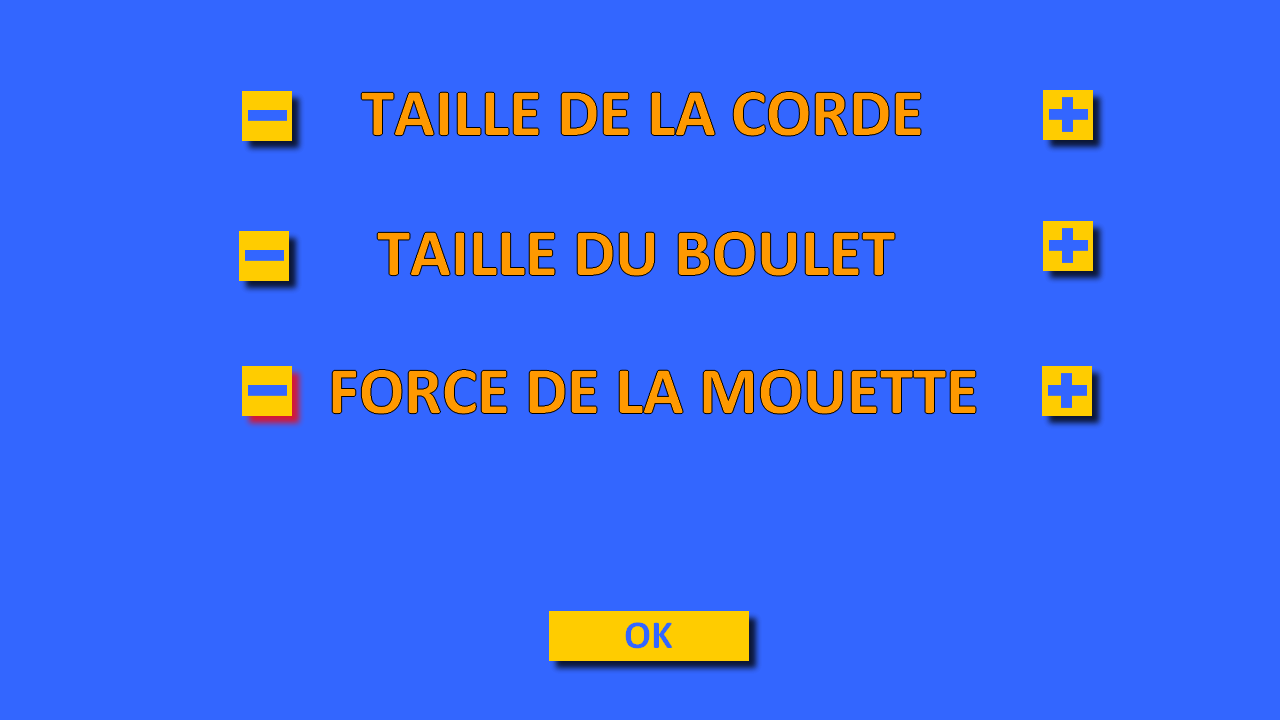 - TAILLE DE LA CORDE +
- TAILLE DU BOULET +
- FORCE DE LA MOUETTE +
OK